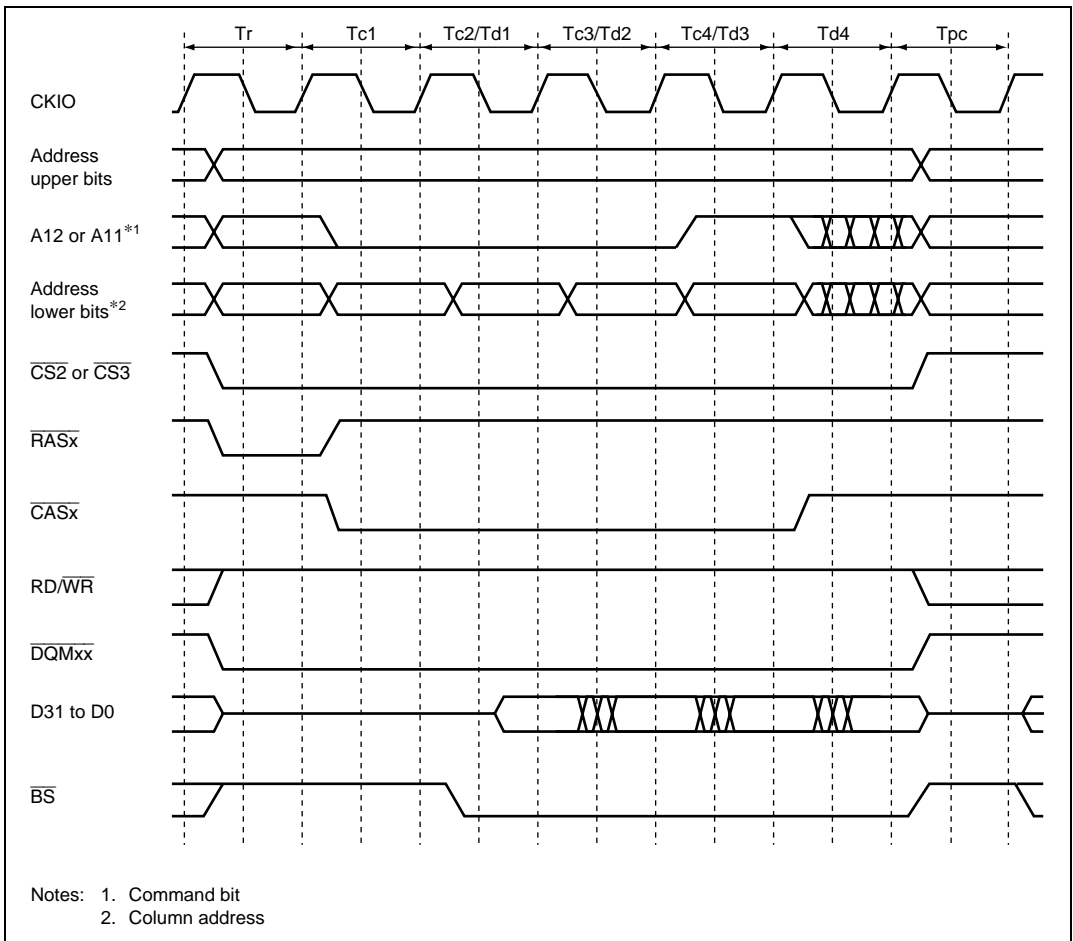 Tr Tc1 Tc2/Td1 Tc3/Td2 Tc4/Td3 Td4 Tpc
CKIO
Address
upper bits
A12 or A11*1
Address
lower bits*2
CS2 or CS3
RASx
CASx
RD/WR
DQMxx
D31 to D0
BS
Notes: 1. Command bit
2. Column address